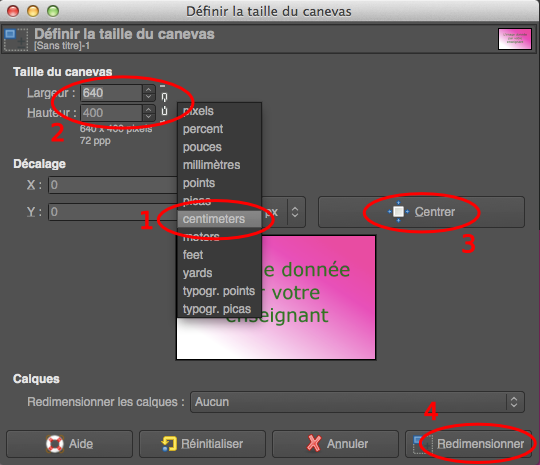 Définir la taille du canevas
Définir la taille du canevas
[Sans titre]-1
Taille du canevas
Largeur : 640
Hauteur : 400
2
640 x 400 pixels
72 ppp
pixels
percent
pouces
millimètres
points
picas
centimeters
meters
feet
yards
typogr. points
typogr. picas
1
Décalage
X : 0
Y : 0
px
Centrer
3
donnée
votre
enseignant
Calques
Redimensionner les calques : Aucun
4
Aide
Réinitialiser
Annuler
Redimensionner